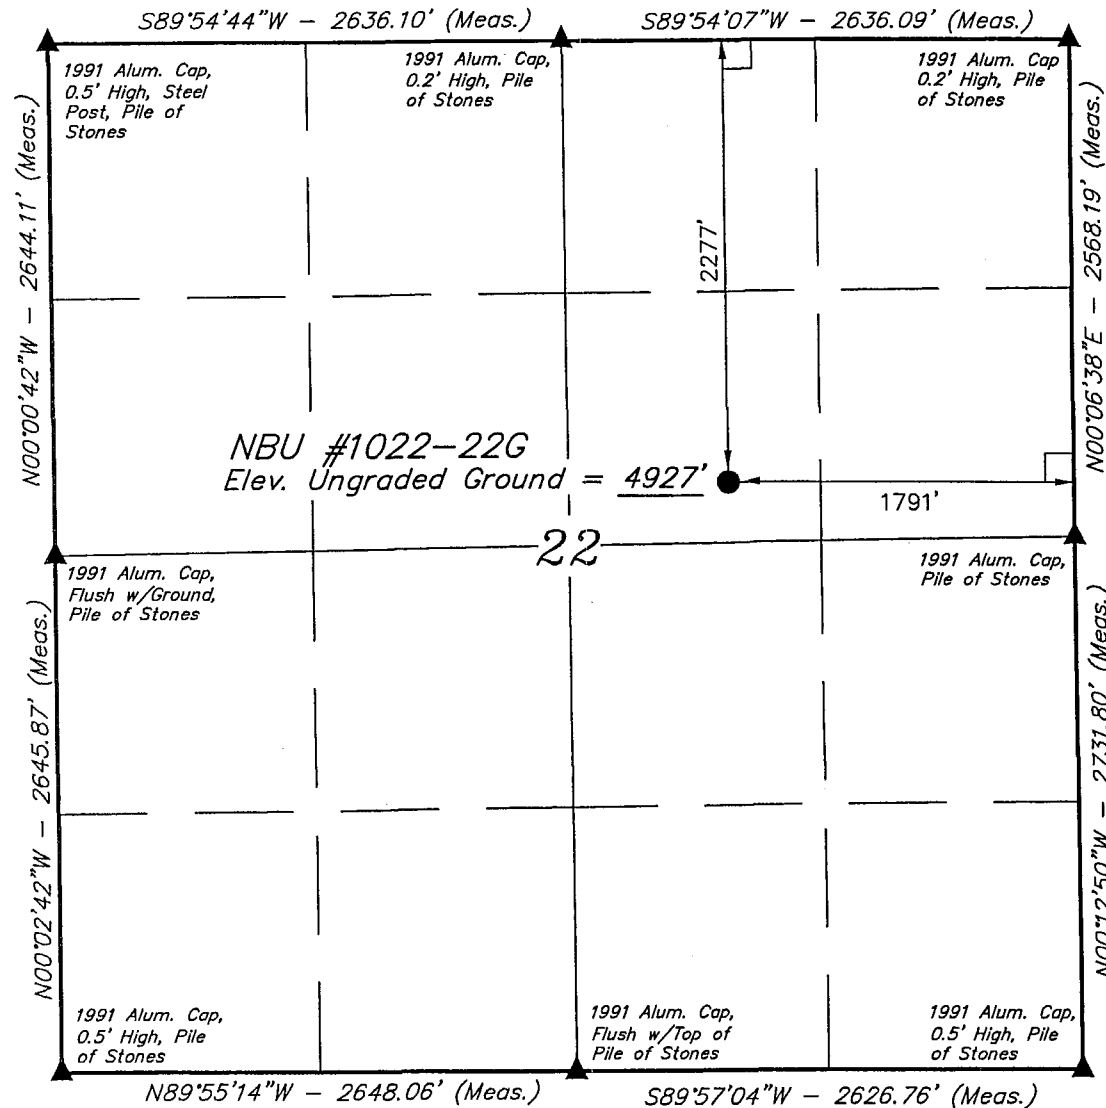 S89°54'44"W - 2636.10' (Meas.)
S89°54'07"W - 2636.09' (Meas.)
1991 Alum. Cap,
0.5' High, Steel
Post, Pile of
Stones
1991 Alum. Cap,
0.2' High, Pile
of Stones
1991 Alum. Cap
0.2' High, Pile
of Stones
N00°00'42"W - 2644.11' (Meas.)
2277'
N00°06'38"E - 2568.19' (Meas.)
NBU #1022-22G
Elev. Ungraded Ground = 4927'
1791'
22
1991 Alum. Cap,
Flush w/Ground,
Pile of Stones
1991 Alum. Cap,
Pile of Stones
N00°02'42"W - 2645.87' (Meas.)
N00°12'50"W - 2731.80' (Meas.)
1991 Alum. Cap,
0.5' High, Pile
of Stones
1991 Alum. Cap,
Flush w/Top of
Pile of Stones
1991 Alum. Cap,
0.5' High, Pile
of Stones
N89°55'14"W - 2648.06' (Meas.)
S89°57'04"W - 2626.76' (Meas.)